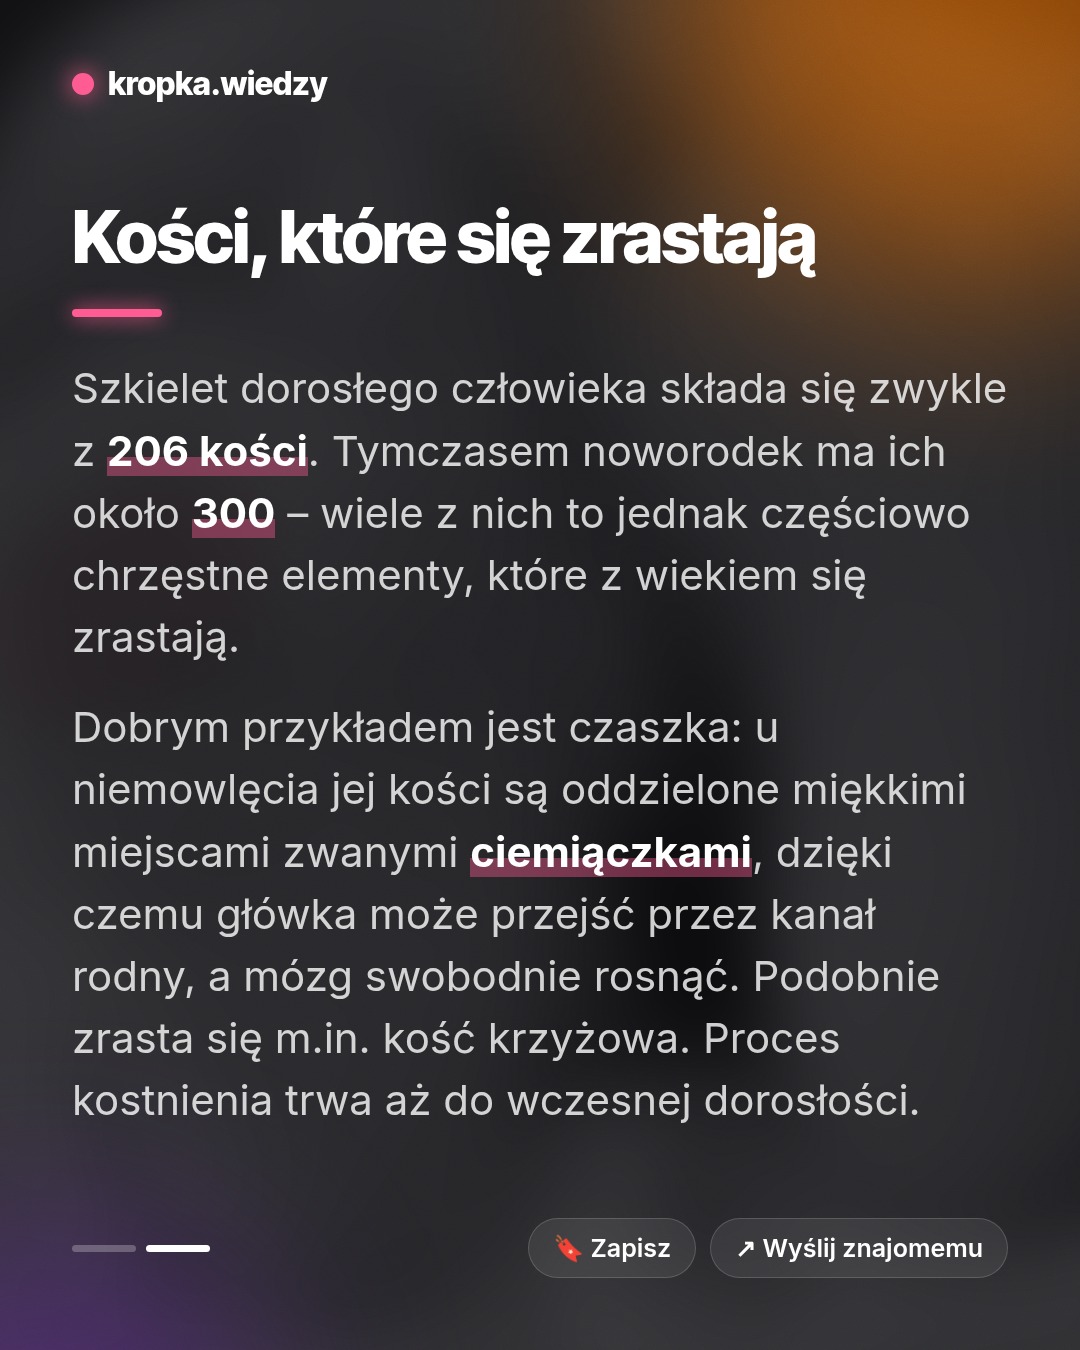 kropka.wiedzy
Kości, które się zrastają
Szkielet dorosłego człowieka składa się zwykle
z 206 kości. Tymczasem noworodek ma ich
około 300 – wiele z nich to jednak częściowo
chrzęstne elementy, które z wiekiem się
zrastają.
Dobrym przykładem jest czaszka: u
niemowlęcia jej kości są oddzielone miękkimi
miejscami zwanymi ciemiączkami, dzięki
czemu główka może przejść przez kanał
rodny, a mózg swobodnie rosnąć. Podobnie
zrasta się m.in. kość krzyżowa. Proces
kostnienia trwa aż do wczesnej dorosłości.
🔖 Zapisz
↗ Wyślij znajomemu